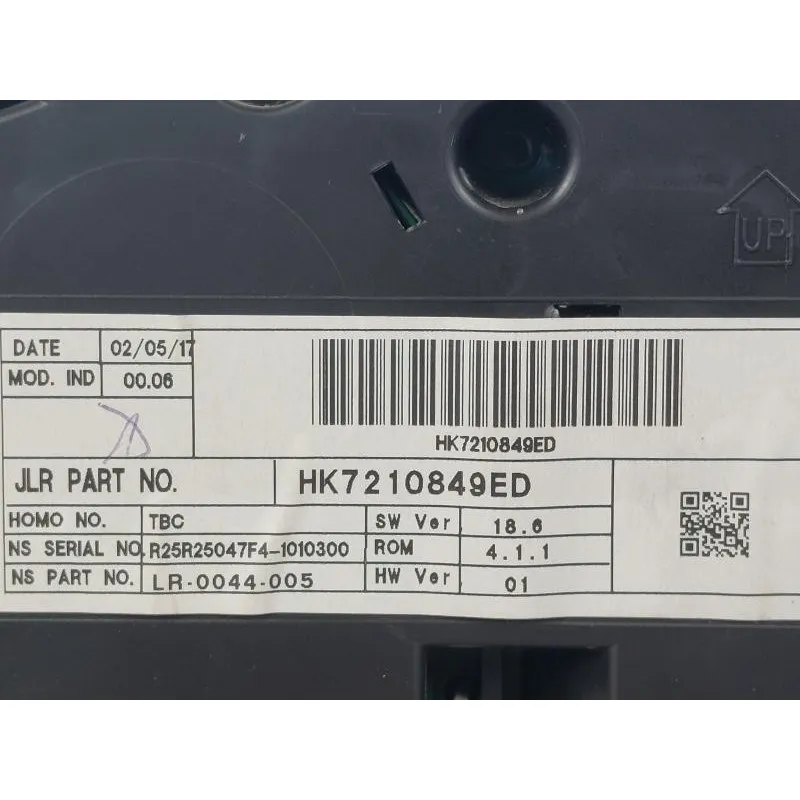 UP
DATE 02/05/17
MOD. IND 00.06
HK7210849ED
JLR PART NO. HK7210849ED
HOMO NO. TBC SW Ver 18.6
NS SERIAL NO. R25R25047F4-1010300 ROM 4.1.1
NS PART NO. LR-0044-005 HW Ver 01